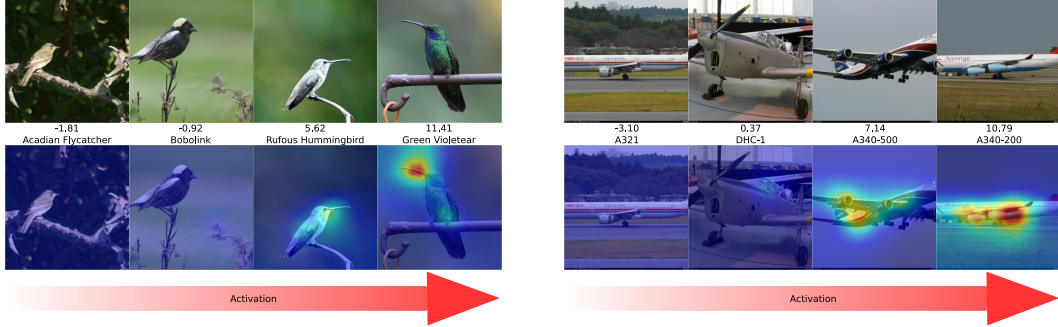 -1.81 -0.92 5.62 11.41
Acadian Flycatcher Bobolink Rufous Hummingbird Green Violetear
Activation
-3.10 0.37 7.14 10.79
A321 DHC-1 A340-500 A340-200
Activation